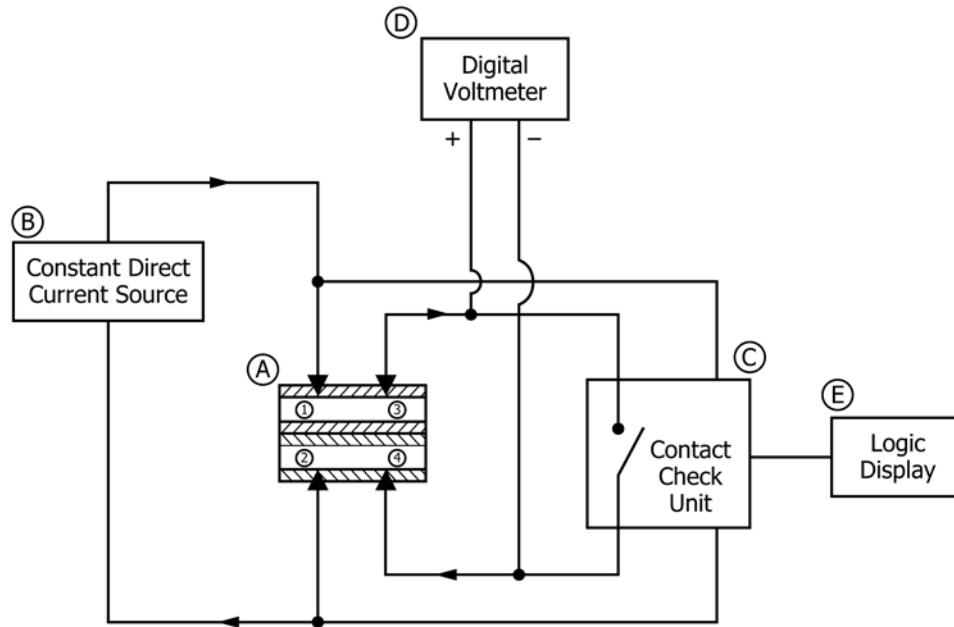 D
Digital
Voltmeter
+ −
B
Constant Direct
Current Source
A
C
1 3
2 4
Contact
Check
Unit
E
Logic
Display